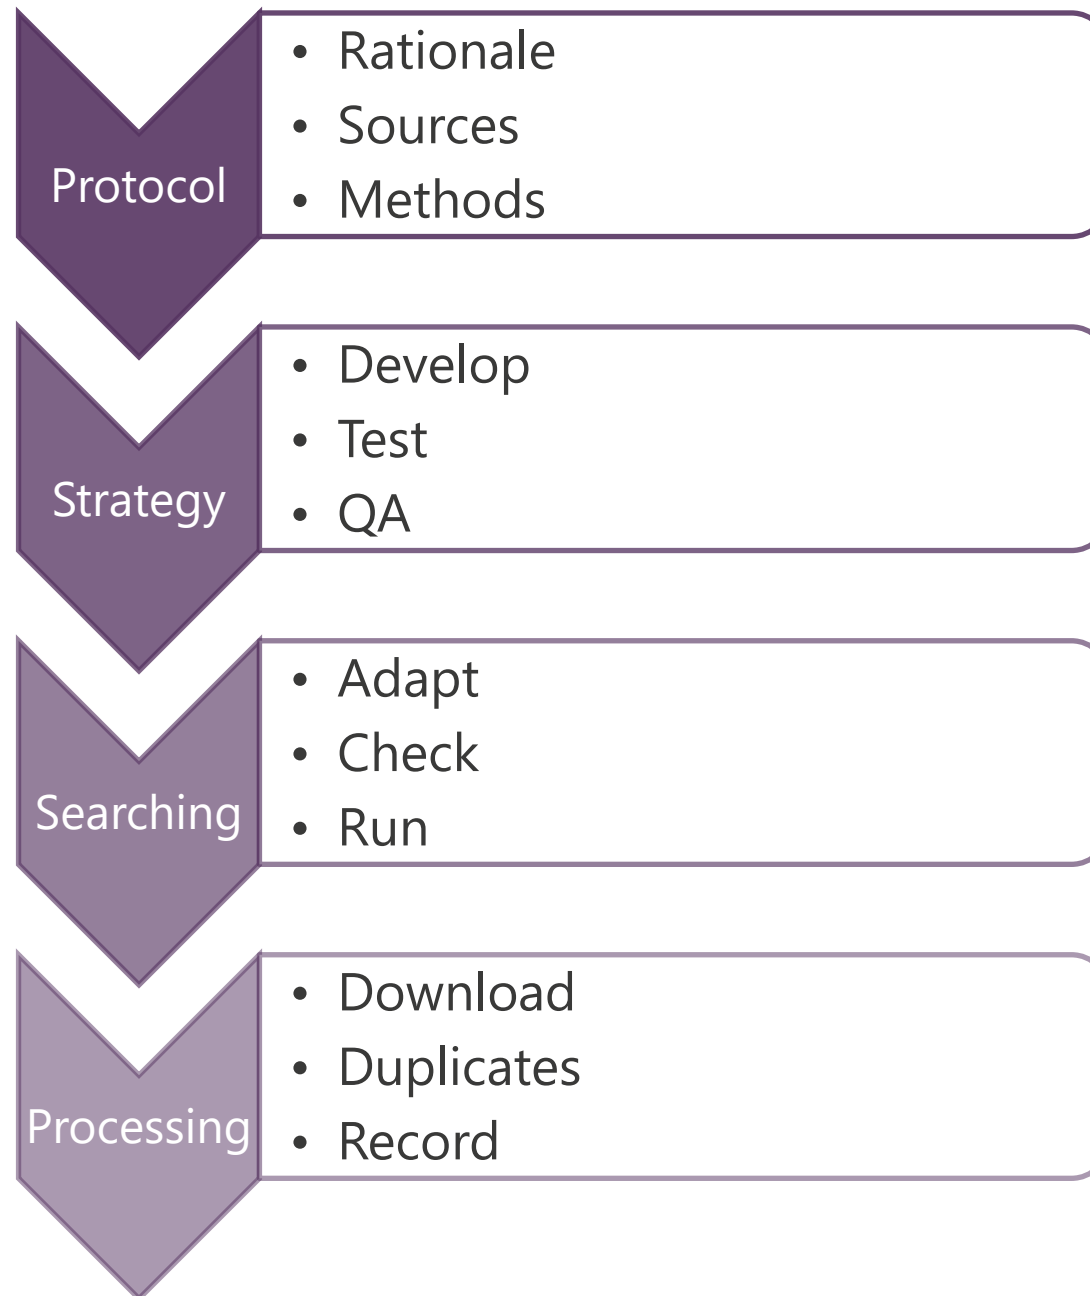 Protocol
• Rationale
• Sources
• Methods
Strategy
• Develop
• Test
• QA
Searching
• Adapt
• Check
• Run
Processing
• Download
• Duplicates
• Record